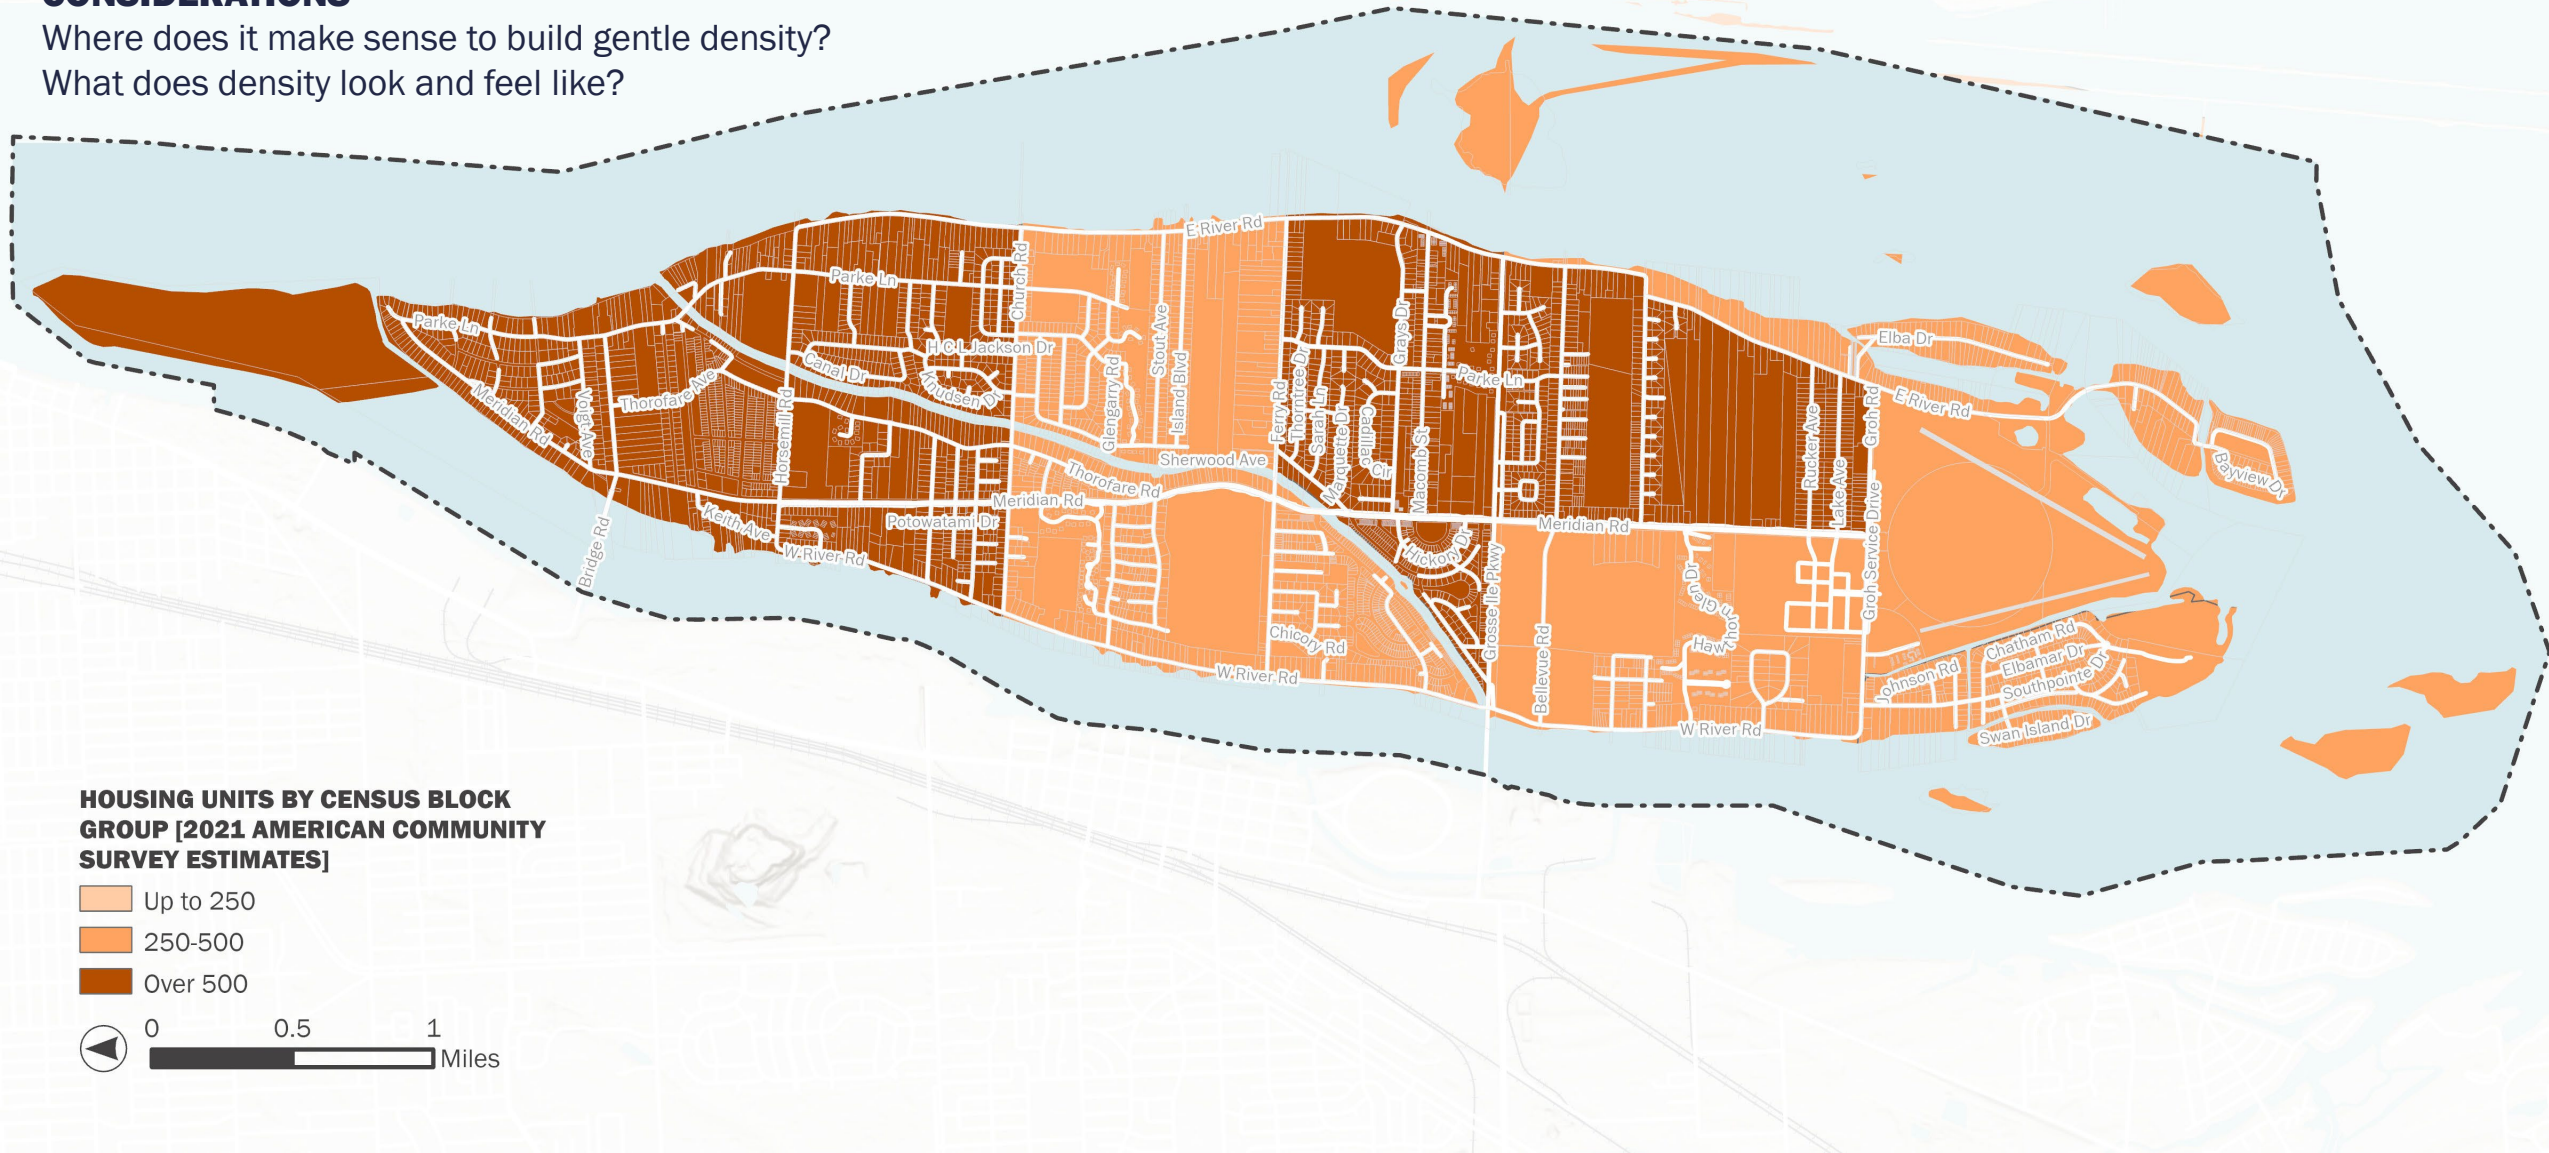 CONSIDERATIONS
Where does it make sense to build gentle density?
What does density look and feel like?
E River Rd
Parke Ln
Church Rd
Stout Ave
Island Blvd
Glengarry Rd
H C L Jackson Dr
Canal Dr
Knudsen Dr
Parke Ln
Meridian Rd
Voigt Ave
Thorofare Ave
Horsemill Rd
Grays Dr
Parke Ln
Ferry Rd
Thorntree Dr
Sarah Ln
Marquette Dr
Cadillac Cir
Macomb St
Sherwood Ave
Thorofare Rd
Meridian Rd
Potowatami Dr
Keith Ave
W River Rd
Bridge Rd
Elba Dr
E River Rd
Bayview Dr
Rucker Ave
Lake Ave
Groh Rd
Groh Service Drive
Meridian Rd
Hickory Dr
Grosse Ile Pkwy
Bellevue Rd
Glen Dr
Hawthorn
Chicory Rd
W River Rd
W River Rd
Chatham Rd
Elbamar Dr
Southpointe Dr
Johnson Rd
Swan Island Dr
HOUSING UNITS BY CENSUS BLOCK
GROUP [2021 AMERICAN COMMUNITY
SURVEY ESTIMATES]
Up to 250
250-500
Over 500
0 0.5 1
Miles